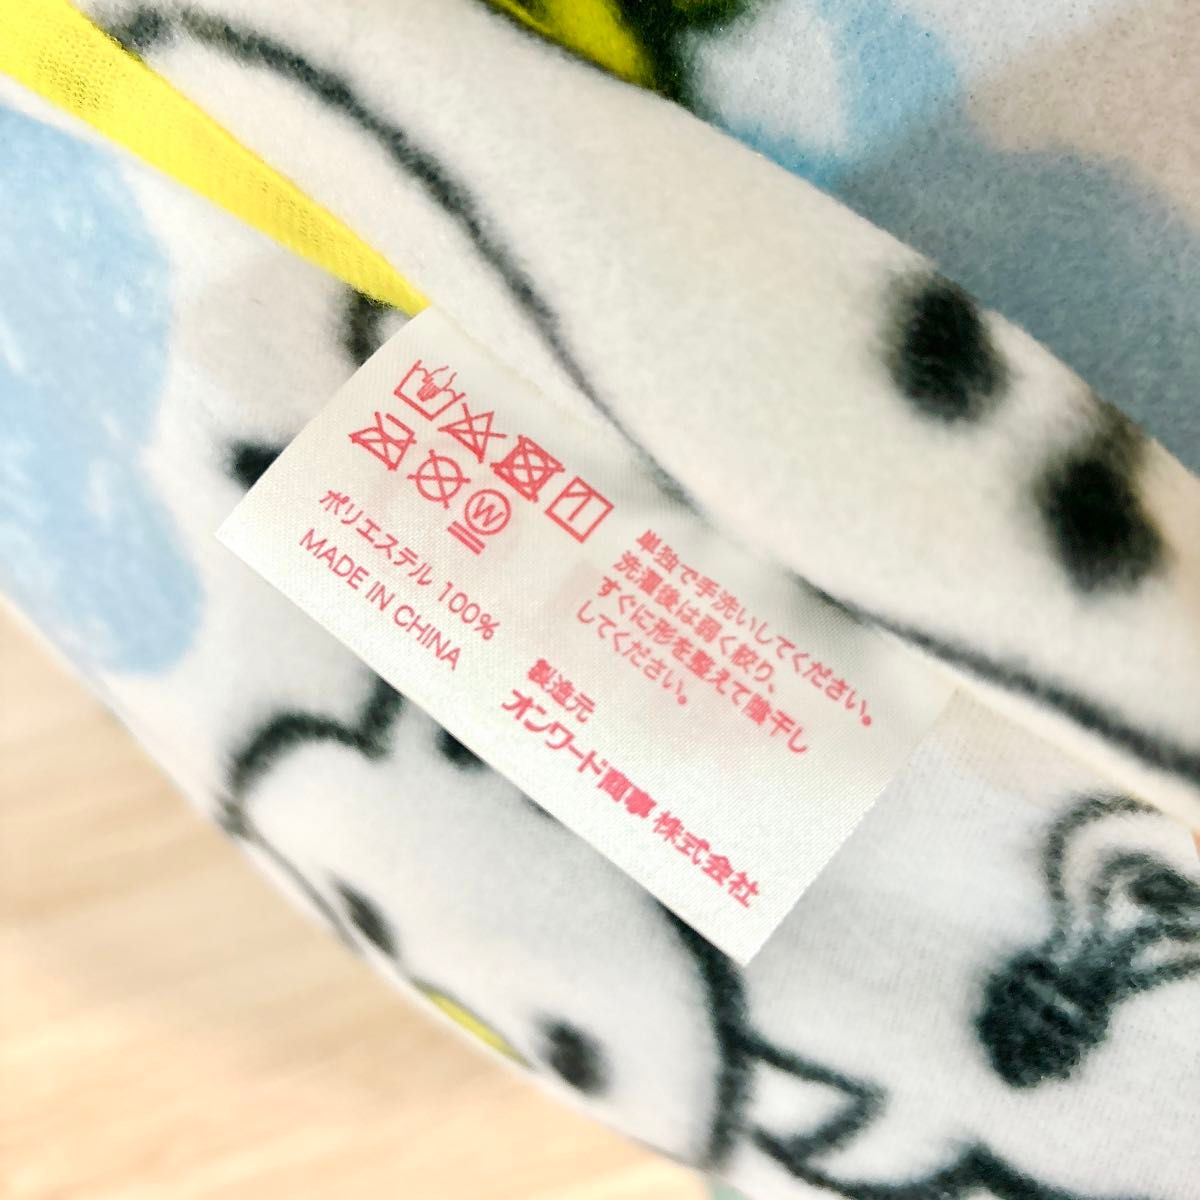 W
ポリエステル 100%
MADE IN CHINA
単独で手洗いしてください。
洗濯後は弱く絞り、
すぐに形を整えて陰干し
してください。
製造元
オンワード商事 株式会社